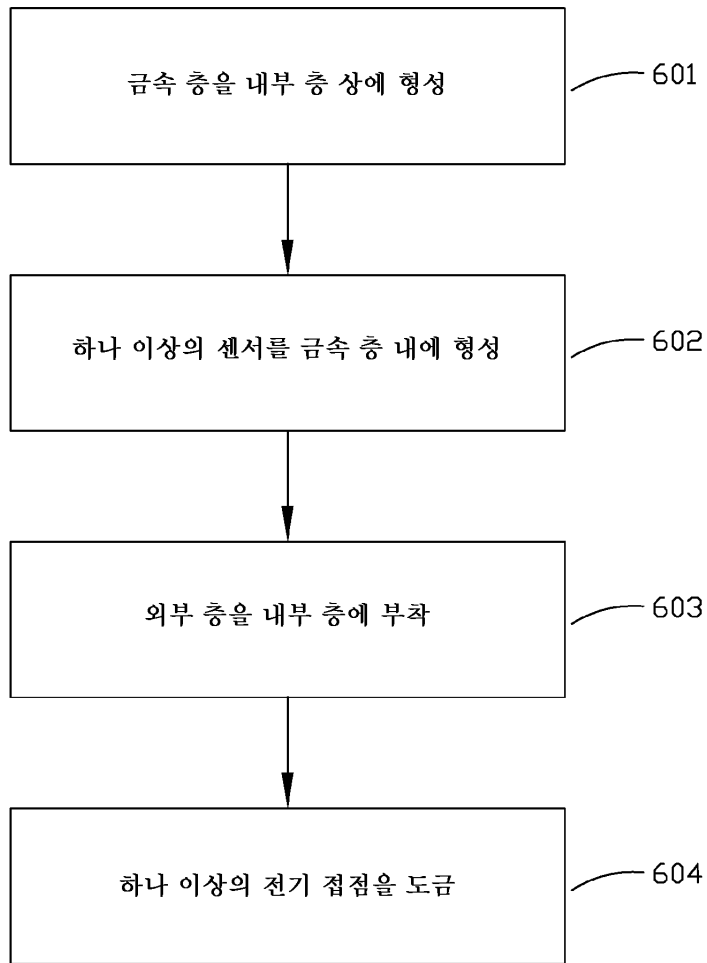 금속 층을 내부 층 상에 형성
601
하나 이상의 센서를 금속 층 내에 형성
602
외부 층을 내부 층에 부착
603
하나 이상의 전기 접점을 도금
604